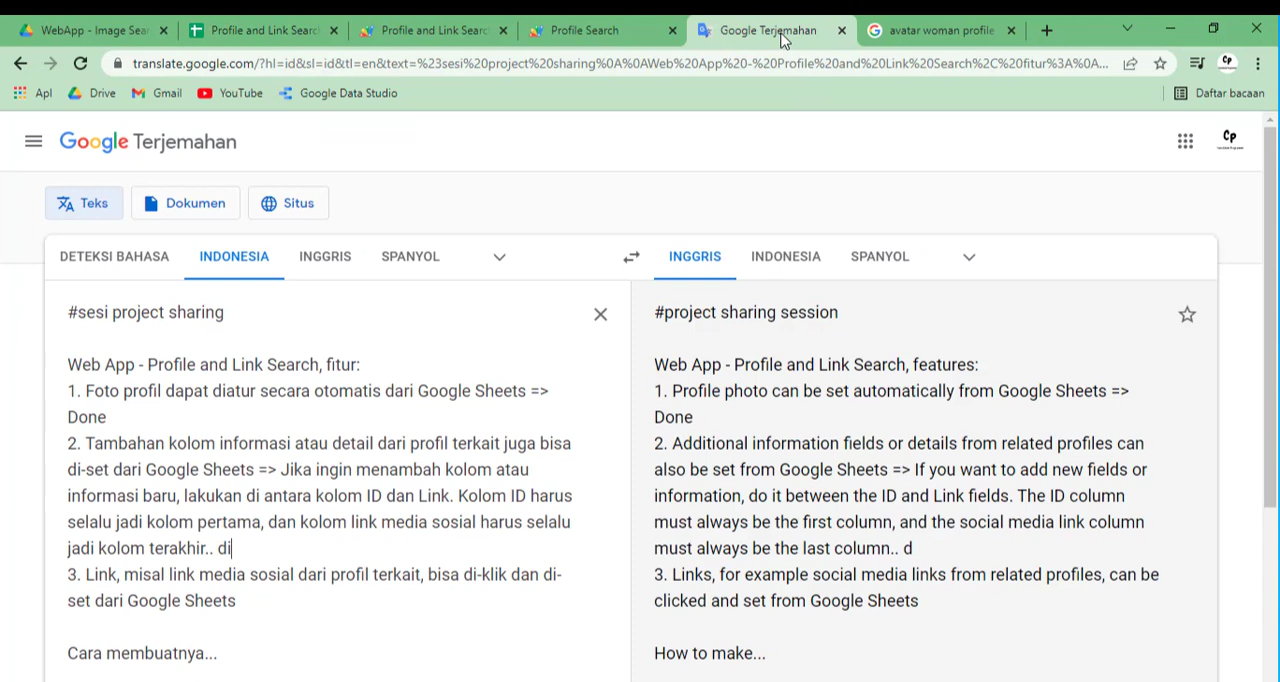 WebApp - Image Sear
Profile and Link Searc
Profile and Link Searc
Profile Search
Google Terjemahan
avatar woman profile
translate.google.com/?hl=id&sl=id&tl=en&text=%23sesi%20project%20sharing%0A%0AWeb%20App%20-%20Profile%20and%20Link%20Search%2C%20fitur%3A%0A...
Cp
Apl
Drive
Gmail
YouTube
Google Data Studio
Daftar bacaan
Google Terjemahan
Cp
Teks
Dokumen
Situs
DETEKSI BAHASA
INDONESIA
INGGRIS
SPANYOL
INGGRIS
INDONESIA
SPANYOL
#sesi project sharing
Web App - Profile and Link Search, fitur:
1. Foto profil dapat diatur secara otomatis dari Google Sheets =>
Done
2. Tambahan kolom informasi atau detail dari profil terkait juga bisa
di-set dari Google Sheets => Jika ingin menambah kolom atau
informasi baru, lakukan di antara kolom ID dan Link. Kolom ID harus
selalu jadi kolom pertama, dan kolom link media sosial harus selalu
jadi kolom terakhir.. di
3. Link, misal link media sosial dari profil terkait, bisa di-klik dan di-
set dari Google Sheets
Cara membuatnya...
#project sharing session
Web App - Profile and Link Search, features:
1. Profile photo can be set automatically from Google Sheets =>
Done
2. Additional information fields or details from related profiles can
also be set from Google Sheets => If you want to add new fields or
information, do it between the ID and Link fields. The ID column
must always be the first column, and the social media link column
must always be the last column.. d
3. Links, for example social media links from related profiles, can be
clicked and set from Google Sheets
How to make...